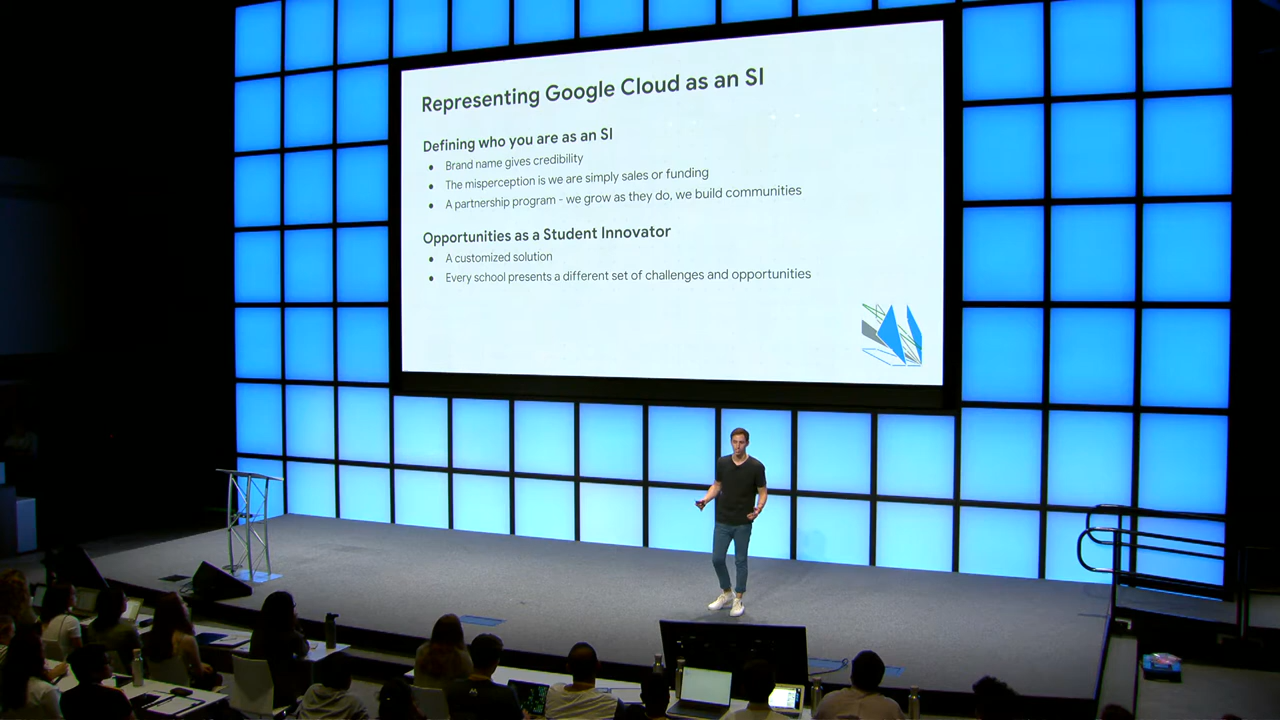 Representing Google Cloud as an SI
Defining who you are as an SI
● Brand name gives credibility
● The misperception is we are simply sales or funding
● A partnership program - we grow as they do, we build communities
Opportunities as a Student Innovator
● A customized solution
● Every school presents a different set of challenges and opportunities